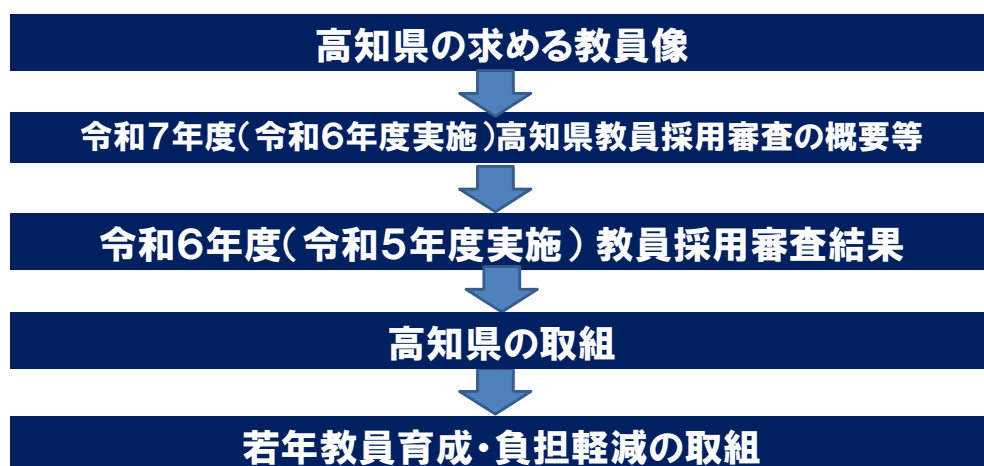 高知県の求める教員像
令和7年度(令和6年度実施)高知県教員採用審査の概要等
令和6年度(令和5年度実施) 教員採用審査結果
高知県の取組
若年教員育成・負担軽減の取組